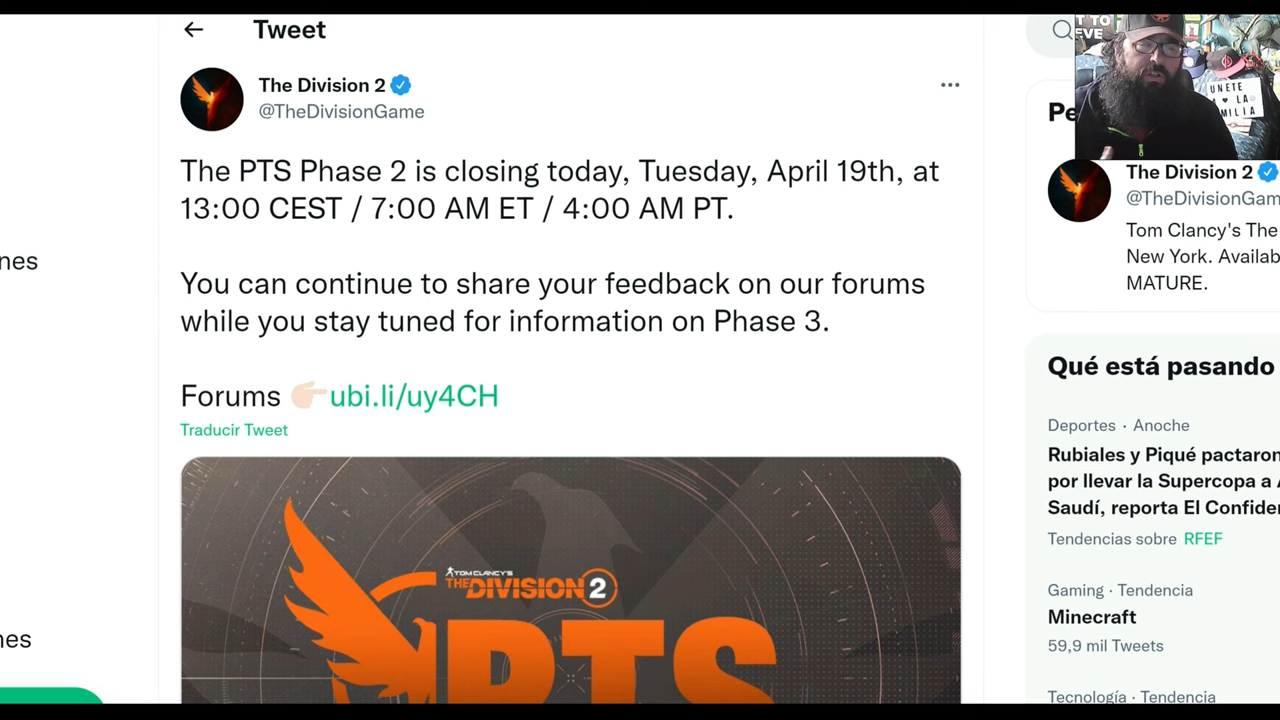 Tweet
The Division 2
@TheDivisionGame
The PTS Phase 2 is closing today, Tuesday, April 19th, at
13:00 CEST / 7:00 AM ET / 4:00 AM PT.
You can continue to share your feedback on our forums
while you stay tuned for information on Phase 3.
Forums 👉🏻ubi.li/uy4CH
Traducir Tweet
TOM CLANCY'S
THE DIVISION 2
PTS
nes
nes
T TO
EVE
UNETE
A ♥ LA
MILIA
Pe
The Division 2
@TheDivisionGam
Tom Clancy's The
New York. Availab
MATURE.
Qué está pasando
Deportes · Anoche
Rubiales y Piqué pactaron
por llevar la Supercopa a A
Saudí, reporta El Confiden
Tendencias sobre RFEF
Gaming · Tendencia
Minecraft
59,9 mil Tweets
Tecnología · Tendencia